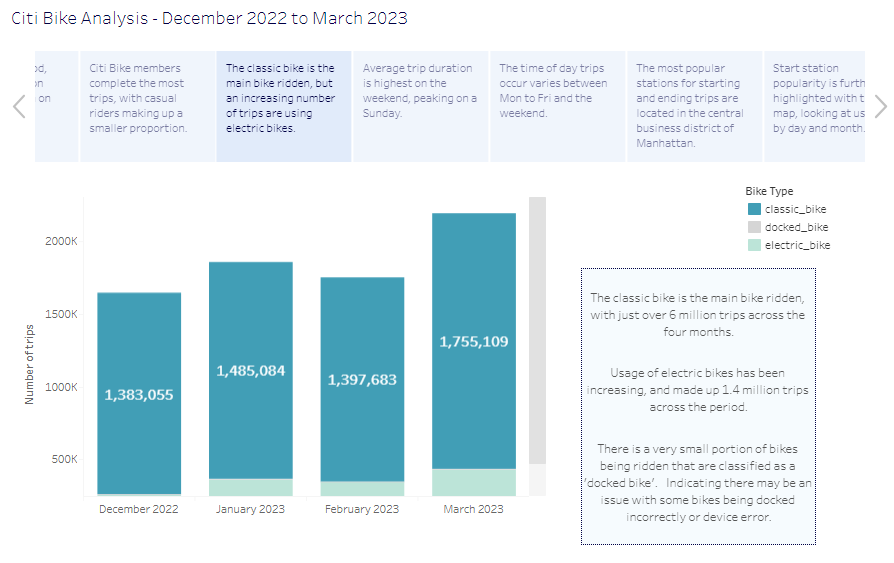 Citi Bike Analysis - December 2022 to March 2023
on
Citi Bike members
complete the most
trips, with casual
riders making up a
smaller proportion.
The classic bike is the
main bike ridden, but
an increasing number
of trips are using
electric bikes.
Average trip duration
is highest on the
weekend, peaking on a
Sunday.
The time of day trips
occur varies between
Mon to Fri and the
weekend.
The most popular
stations for starting
and ending trips are
located in the central
business district of
Manhattan.
Start station
popularity is furth
highlighted with t
map, looking at us
by day and month.
Bike Type
classic_bike
docked_bike
electric_bike
Number of trips
2000K
1500K
1000K
500K
1,383,055
1,485,084
1,397,683
1,755,109
December 2022
January 2023
February 2023
March 2023
The classic bike is the main bike ridden,
with just over 6 million trips across the
four months.
Usage of electric bikes has been
increasing, and made up 1.4 million trips
across the period.
There is a very small portion of bikes
being ridden that are classified as a
'docked bike'. Indicating there may be an
issue with some bikes being docked
incorrectly or device error.